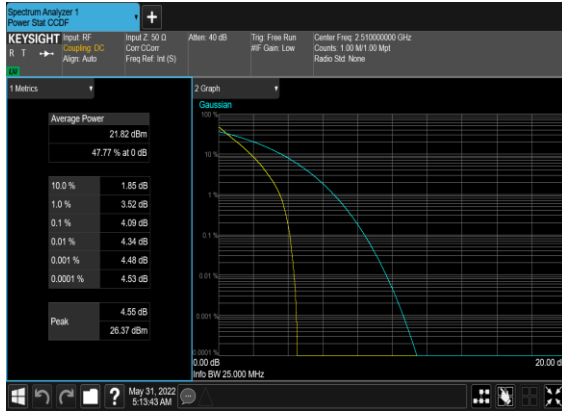 Spectrum Analyzer 1
Power Stat CCDF
KEYSIGHT
R T
LU
Input: RF
Coupling: DC
Align: Auto
Input Z: 50 Ω
Corr CCorr
Freq Ref: Int (S)
Atten: 40 dB
Trig: Free Run
#IF Gain: Low
Center Freq: 2.510000000 GHz
Counts: 1.00 M/1.00 Mpt
Radio Std: None
1 Metrics
Average Power
21.82 dBm
47.77 % at 0 dB
10.0 % 1.85 dB
1.0 % 3.52 dB
0.1 % 4.09 dB
0.01 % 4.34 dB
0.001 % 4.48 dB
0.0001 % 4.53 dB
Peak
4.55 dB
26.37 dBm
2 Graph
Gaussian
100 %
10 %
1 %
0.1 %
0.01 %
0.001 %
0.0001 %
0.00 dB 20.00 d
Info BW 25.000 MHz
?
May 31, 2022
5:13:43 AM